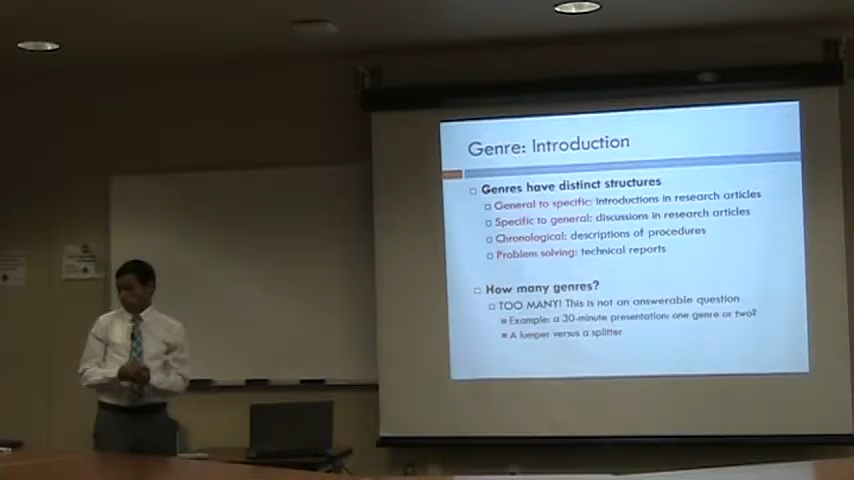 Genre: Introduction
Genres have distinct structures
General to specific: introductions in research articles
Specific to general: discussions in research articles
Chronological: descriptions of procedures
Problem solving: technical reports
How many genres?
TOO MANY! This is not an answerable question
Example: a 30-minute presentation: one genre or two?
A lumper versus a splitter